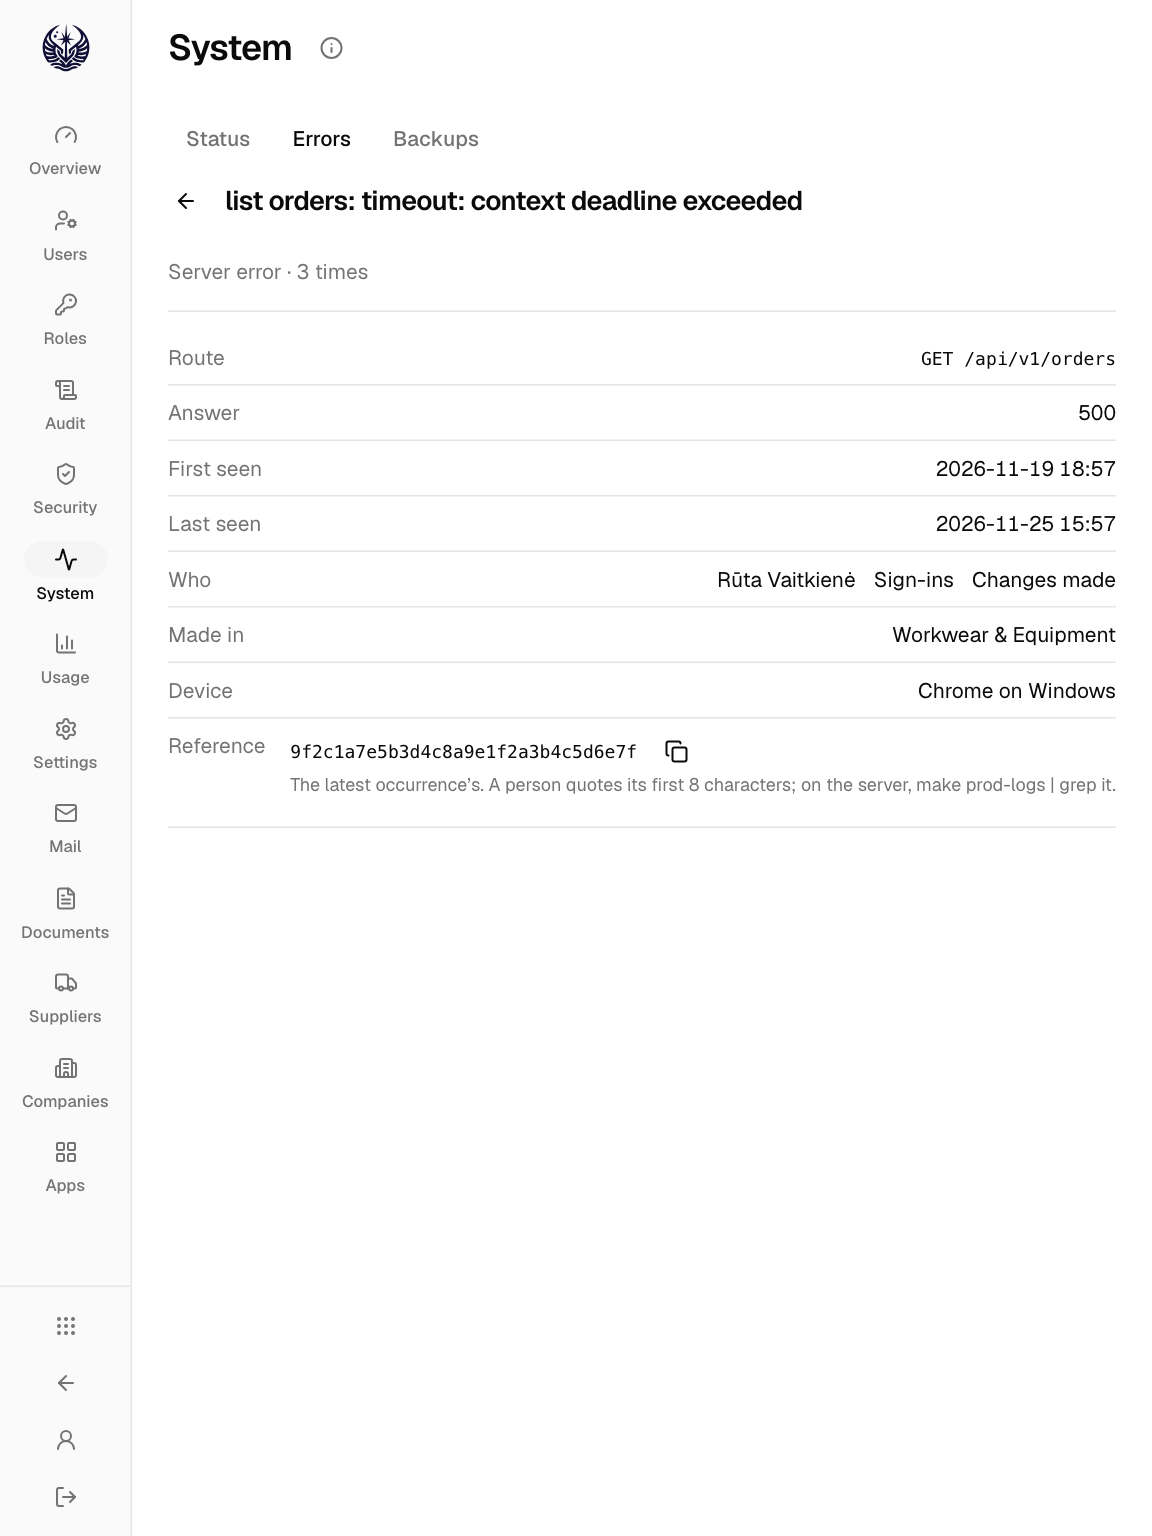 System
Status Errors Backups
list orders: timeout: context deadline exceeded
Server error · 3 times
Route GET /api/v1/orders
Answer 500
First seen 2026-11-19 18:57
Last seen 2026-11-25 15:57
Who Rūta Vaitkienė Sign-ins Changes made
Made in Workwear & Equipment
Device Chrome on Windows
Reference 9f2c1a7e5b3d4c8a9e1f2a3b4c5d6e7f
The latest occurrence’s. A person quotes its first 8 characters; on the server, make prod-logs | grep it.
Overview
Users
Roles
Audit
Security
System
Usage
Settings
Mail
Documents
Suppliers
Companies
Apps